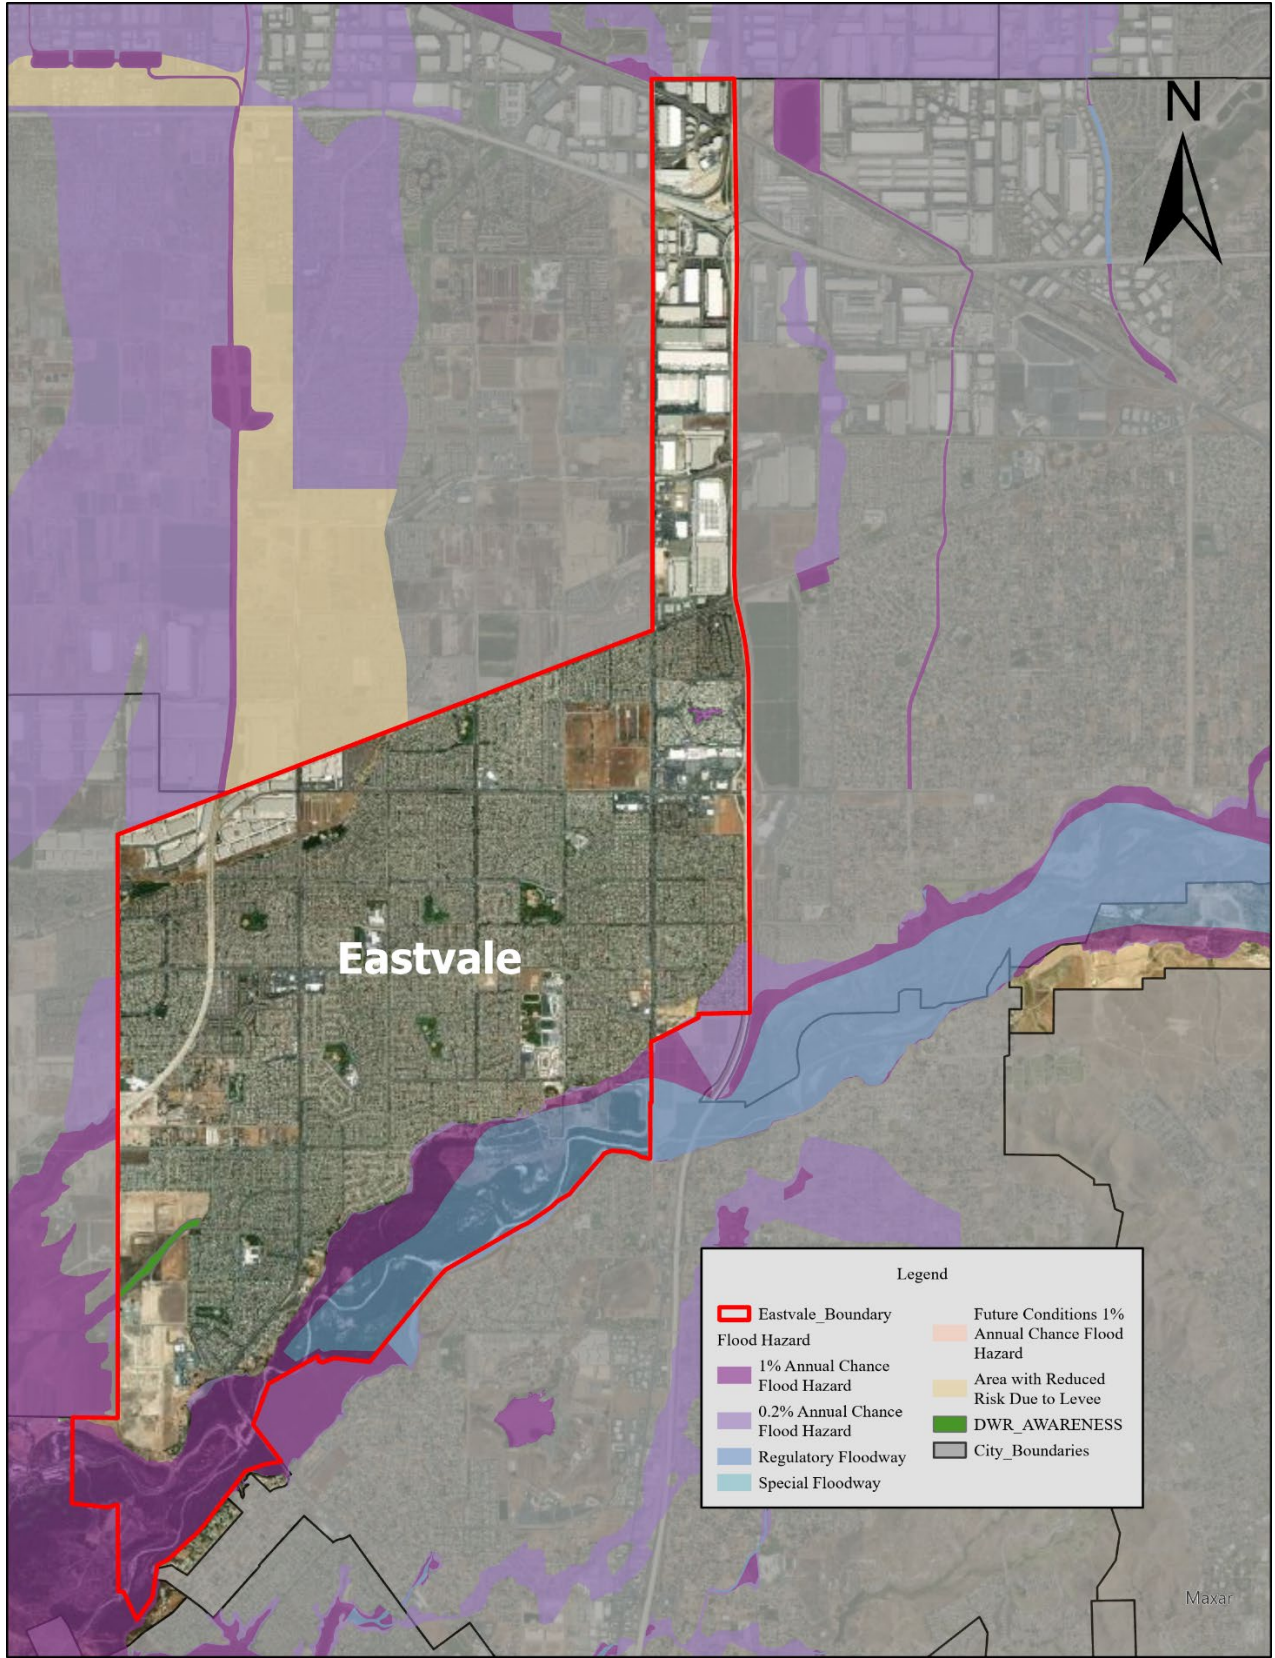 N
Eastvale
Legend
Eastvale_Boundary
Flood Hazard
1% Annual Chance
Flood Hazard
0.2% Annual Chance
Flood Hazard
Regulatory Floodway
Special Floodway
Future Conditions 1%
Annual Chance Flood
Hazard
Area with Reduced
Risk Due to Levee
DWR_AWARENESS
City_Boundaries
Maxar